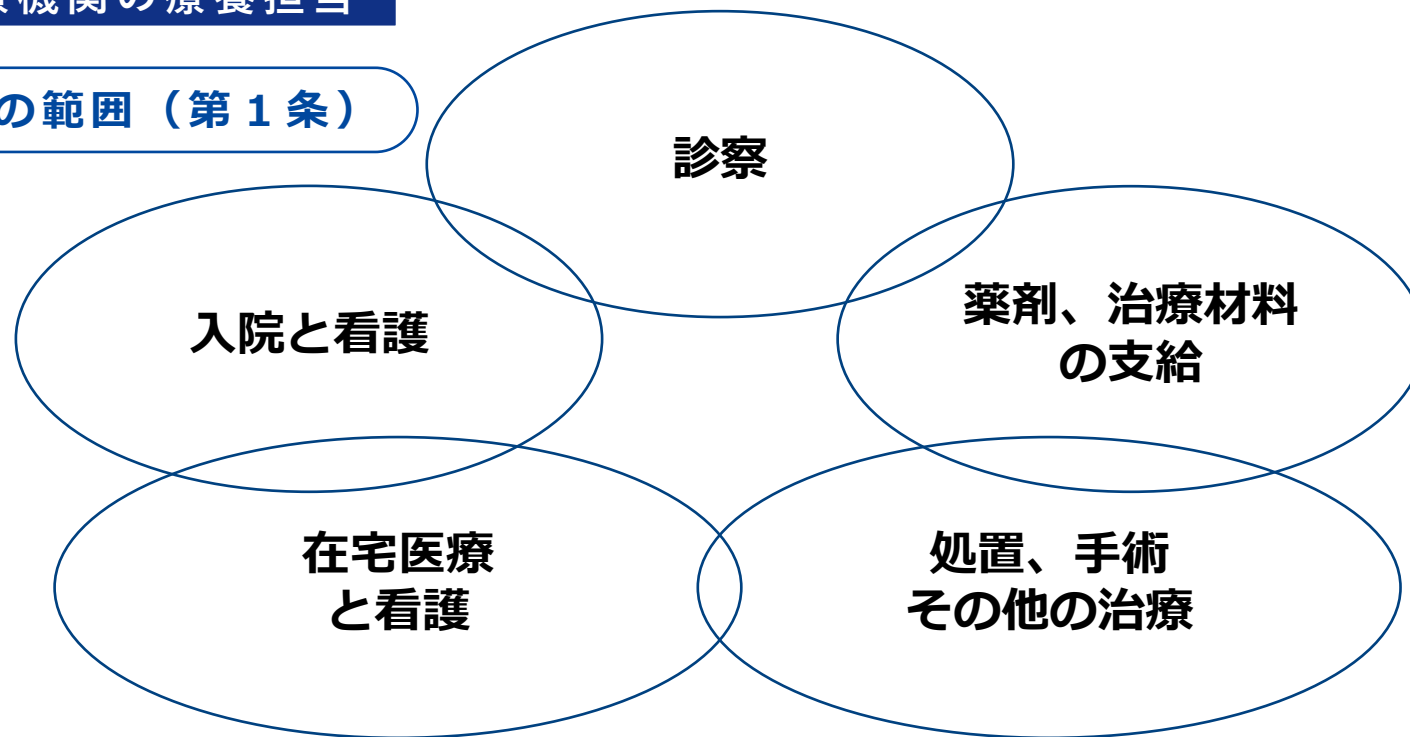 機関の療養担当
の範囲（第１条）
診察
入院と看護
薬剤、治療材料
の支給
在宅医療
と看護
処置、手術
その他の治療